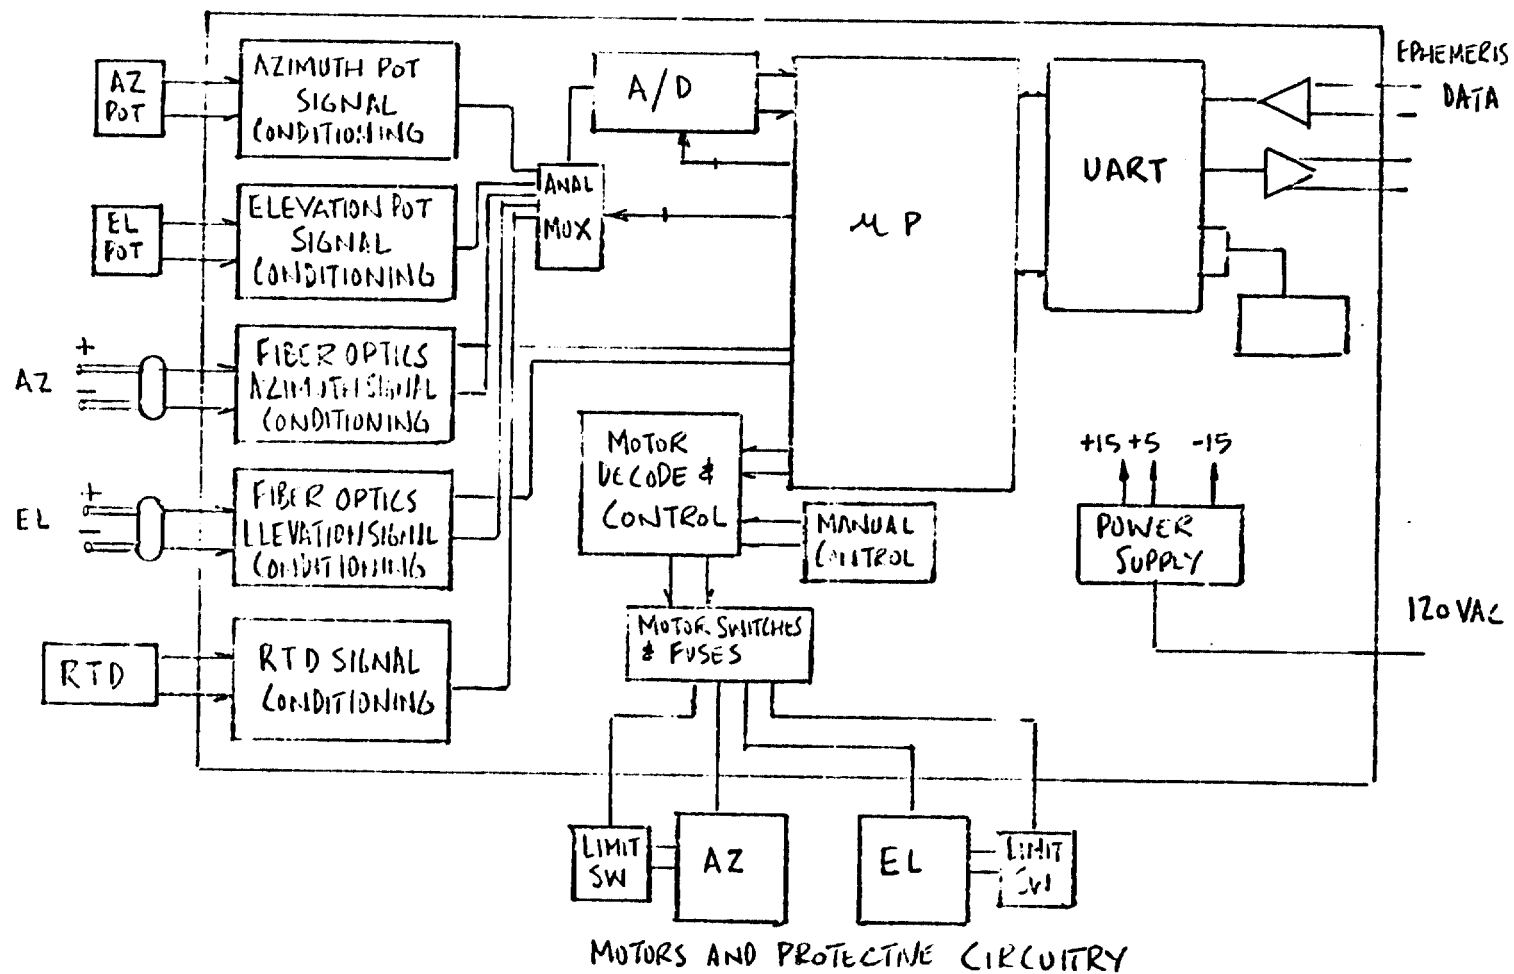 AZ
POT
AZIMUTH POT
SIGNAL
CONDITIONING
A/D
EPHEMERIS
DATA
EL
POT
ELEVATION POT
SIGNAL
CONDITIONING
ANAL
MUX
μP
UART
+
AZ
−
FIBER OPTICS
AZIMUTH SIGNAL
CONDITIONING
+
EL
−
FIBER OPTICS
ELEVATION SIGNAL
CONDITIONING
MOTOR
DECODE &
CONTROL
MANUAL
CONTROL
+15 +5 -15
POWER
SUPPLY
120 VAC
RTD
RTD SIGNAL
CONDITIONING
MOTOR SWITCHES
& FUSES
LIMIT
SW
AZ
EL
LIMIT
SW
MOTORS AND PROTECTIVE CIRCUITRY